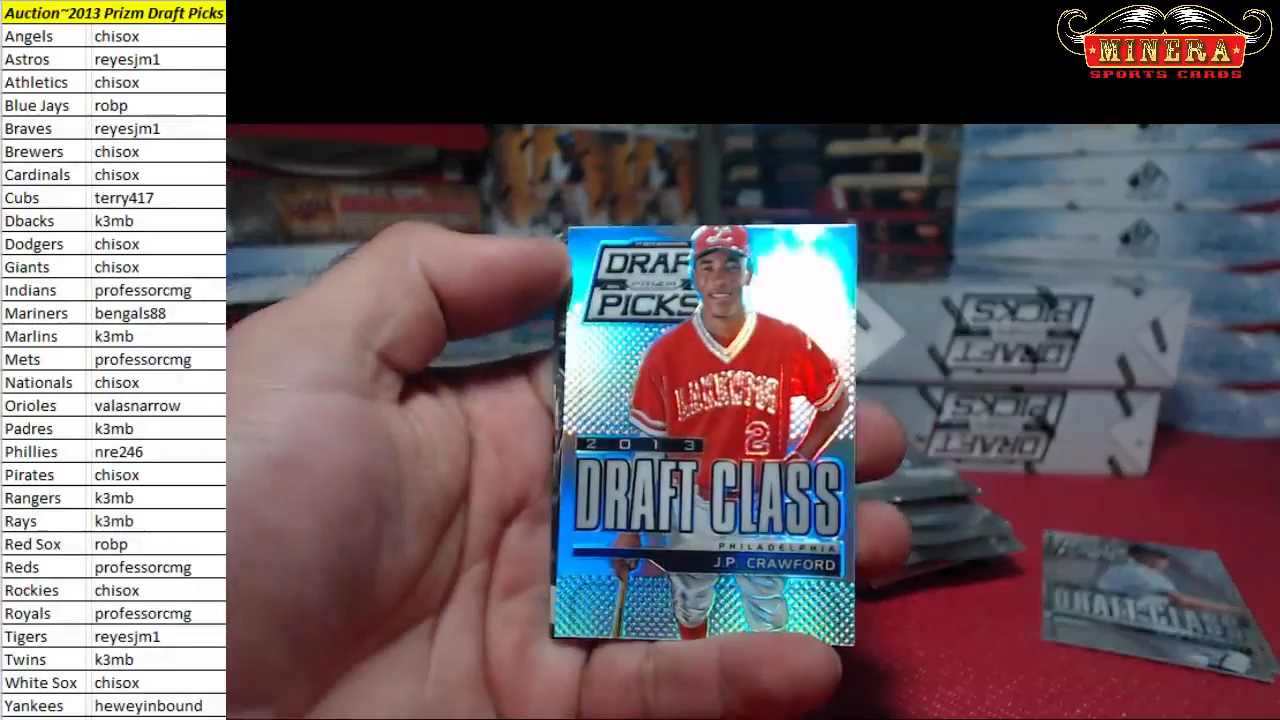 Auction~2013 Prizm Draft Picks
Angels chisox
Astros reyesjm1
Athletics chisox
Blue Jays robp
Braves reyesjm1
Brewers chisox
Cardinals chisox
Cubs terry417
Dbacks k3mb
Dodgers chisox
Giants chisox
Indians professorcmg
Mariners bengals88
Marlins k3mb
Mets professorcmg
Nationals chisox
Orioles valasnarrow
Padres k3mb
Phillies nre246
Pirates chisox
Rangers k3mb
Rays k3mb
Red Sox robp
Reds professorcmg
Rockies chisox
Royals professorcmg
Tigers reyesjm1
Twins k3mb
White Sox chisox
Yankees heweyinbound
MINERA
SPORTS CARDS
DRAF
PRIZM
PICKS
LAKEWOOD
2
2013
DRAFT CLASS
PHILADELPHIA
J.P. CRAWFORD
PICKS
DRAFT
PICKS
DRAFT
DRAFT CLASS